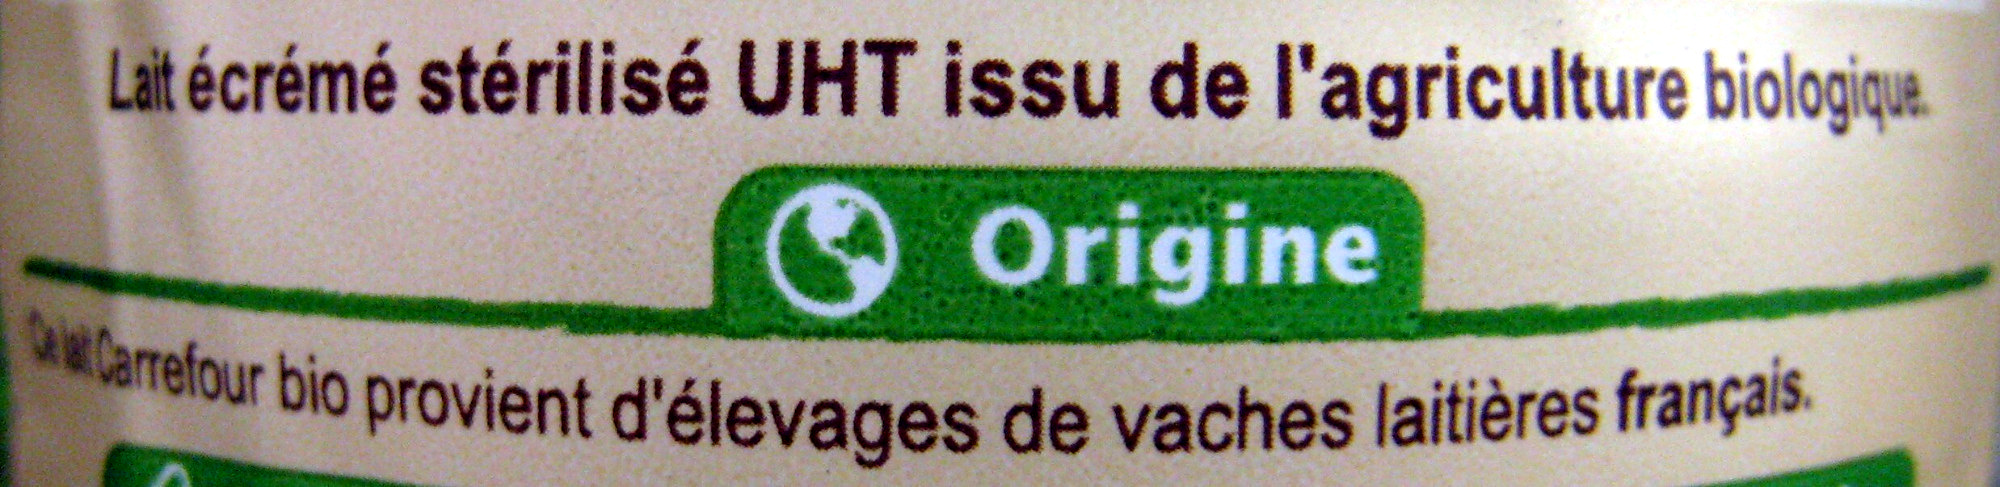 Lait écrémé stérilisé UHT issu de l'agriculture biologique.
Origine
Ce lait Carrefour bio provient d'élevages de vaches laitières français.